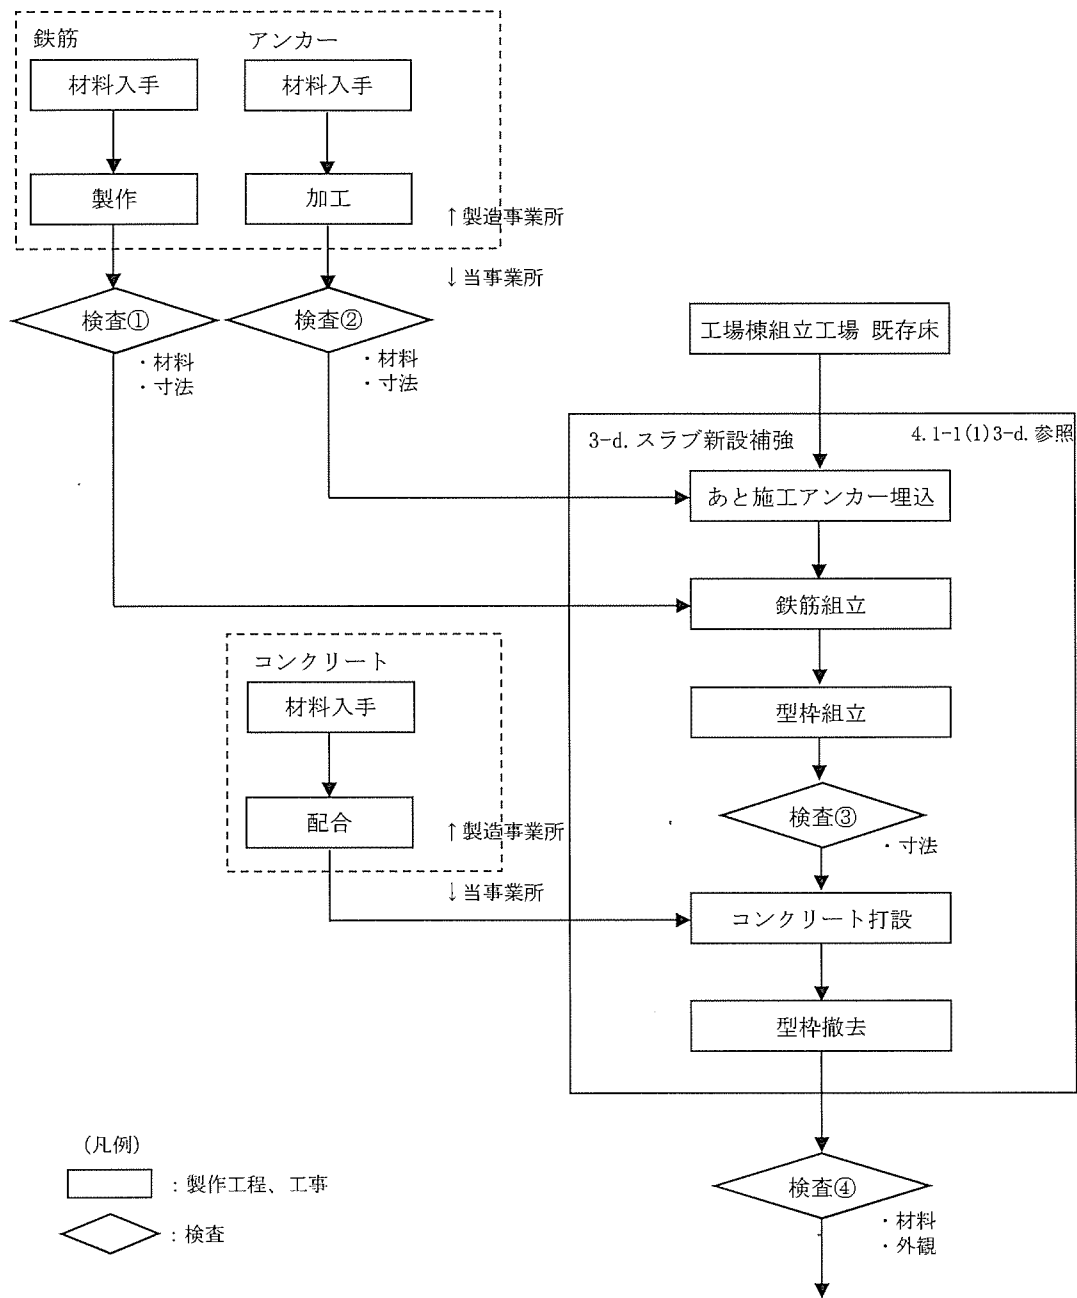 鉄筋
アンカー
材料入手
材料入手
製作
加工
↑製造事業所
↓当事業所
検査①
検査②
・材料
・寸法
・材料
・寸法
工場棟組立工場 既存床
3-d.スラブ新設補強
4.1-1(1)3-d.参照
あと施工アンカー埋込
鉄筋組立
コンクリート
材料入手
型枠組立
配合
↑製造事業所
検査③
・寸法
↓当事業所
コンクリート打設
型枠撤去
(凡例)
:製作工程、工事
:検査
検査④
・材料
・外観